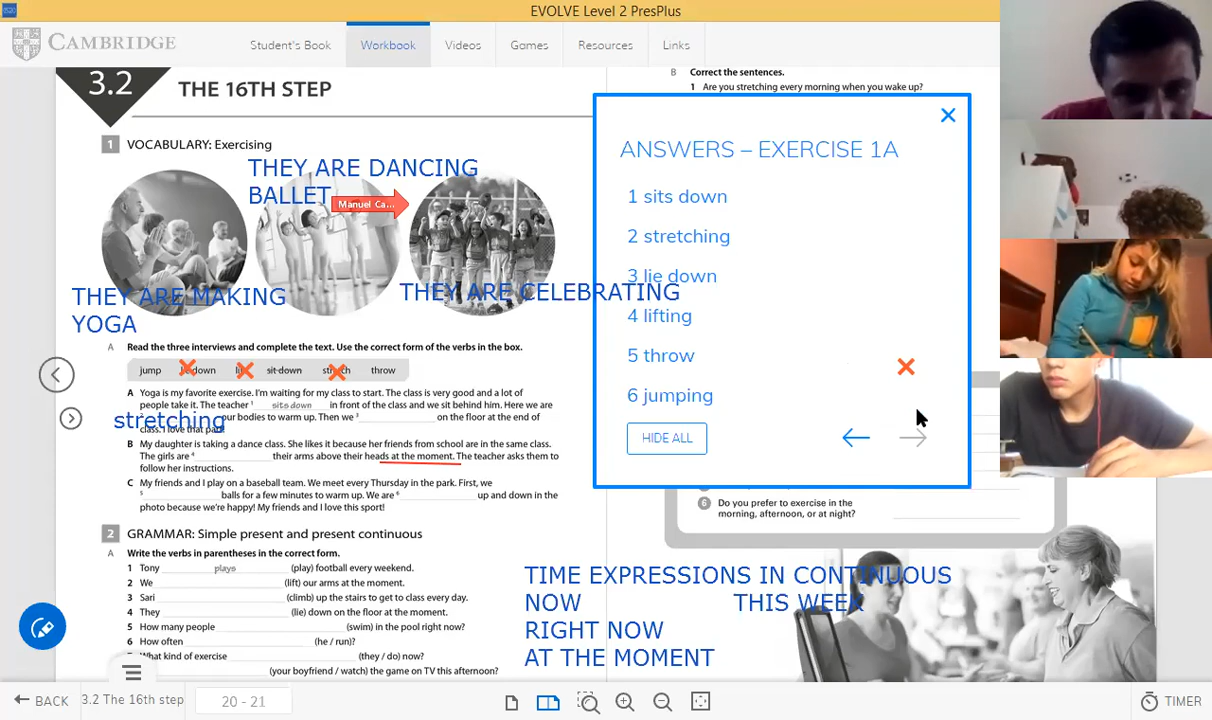 EVOLVE Level 2 PresPlus
CAMBRIDGE
Student's Book
Workbook
Videos
Games
Resources
Links
3.2 THE 16TH STEP
1 VOCABULARY: Exercising
THEY ARE DANCING
BALLET
Manuel Ca...
THEY ARE MAKING
YOGA
THEY ARE CELEBRATING
A Read the three interviews and complete the text. Use the correct form of the verbs in the box.
jump down sit down throw
A Yoga is my favorite exercise. I'm waiting for my class to start. The class is very good and a lot of
people take it. The teacher 1 sits down in front of the class and we sit behind him. Here we are
2 stretching our bodies to warm up. Then we 3 on the floor at the end of
class. I love that part.
B My daughter is taking a dance class. She likes it because her friends from school are in the same class.
The girls are 4 their arms above their heads at the moment. The teacher asks them to
follow her instructions.
C My friends and I play on a baseball team. We meet every Thursday in the park. First, we
5 balls for a few minutes to warm up. We are 6 up and down in the
photo because we're happy! My friends and I love this sport!
2 GRAMMAR: Simple present and present continuous
A Write the verbs in parentheses in the correct form.
1 Tony plays (play) football every weekend.
2 We (lift) our arms at the moment.
3 Sari (climb) up the stairs to get to class every day.
4 They (lie) down on the floor at the moment.
5 How many people (swim) in the pool right now?
6 How often (he / run)?
What kind of exercise (they / do) now?
(your boyfriend / watch) the game on TV this afternoon?
B Correct the sentences.
1 Are you stretching every morning when you wake up?
ANSWERS – EXERCISE 1A
1 sits down
2 stretching
3 lie down
4 lifting
5 throw
6 jumping
HIDE ALL
6 Do you prefer to exercise in the
morning, afternoon, or at night?
TIME EXPRESSIONS IN CONTINUOUS
NOW THIS WEEK
RIGHT NOW
AT THE MOMENT
BACK
3.2 The 16th step
20 - 21
TIMER